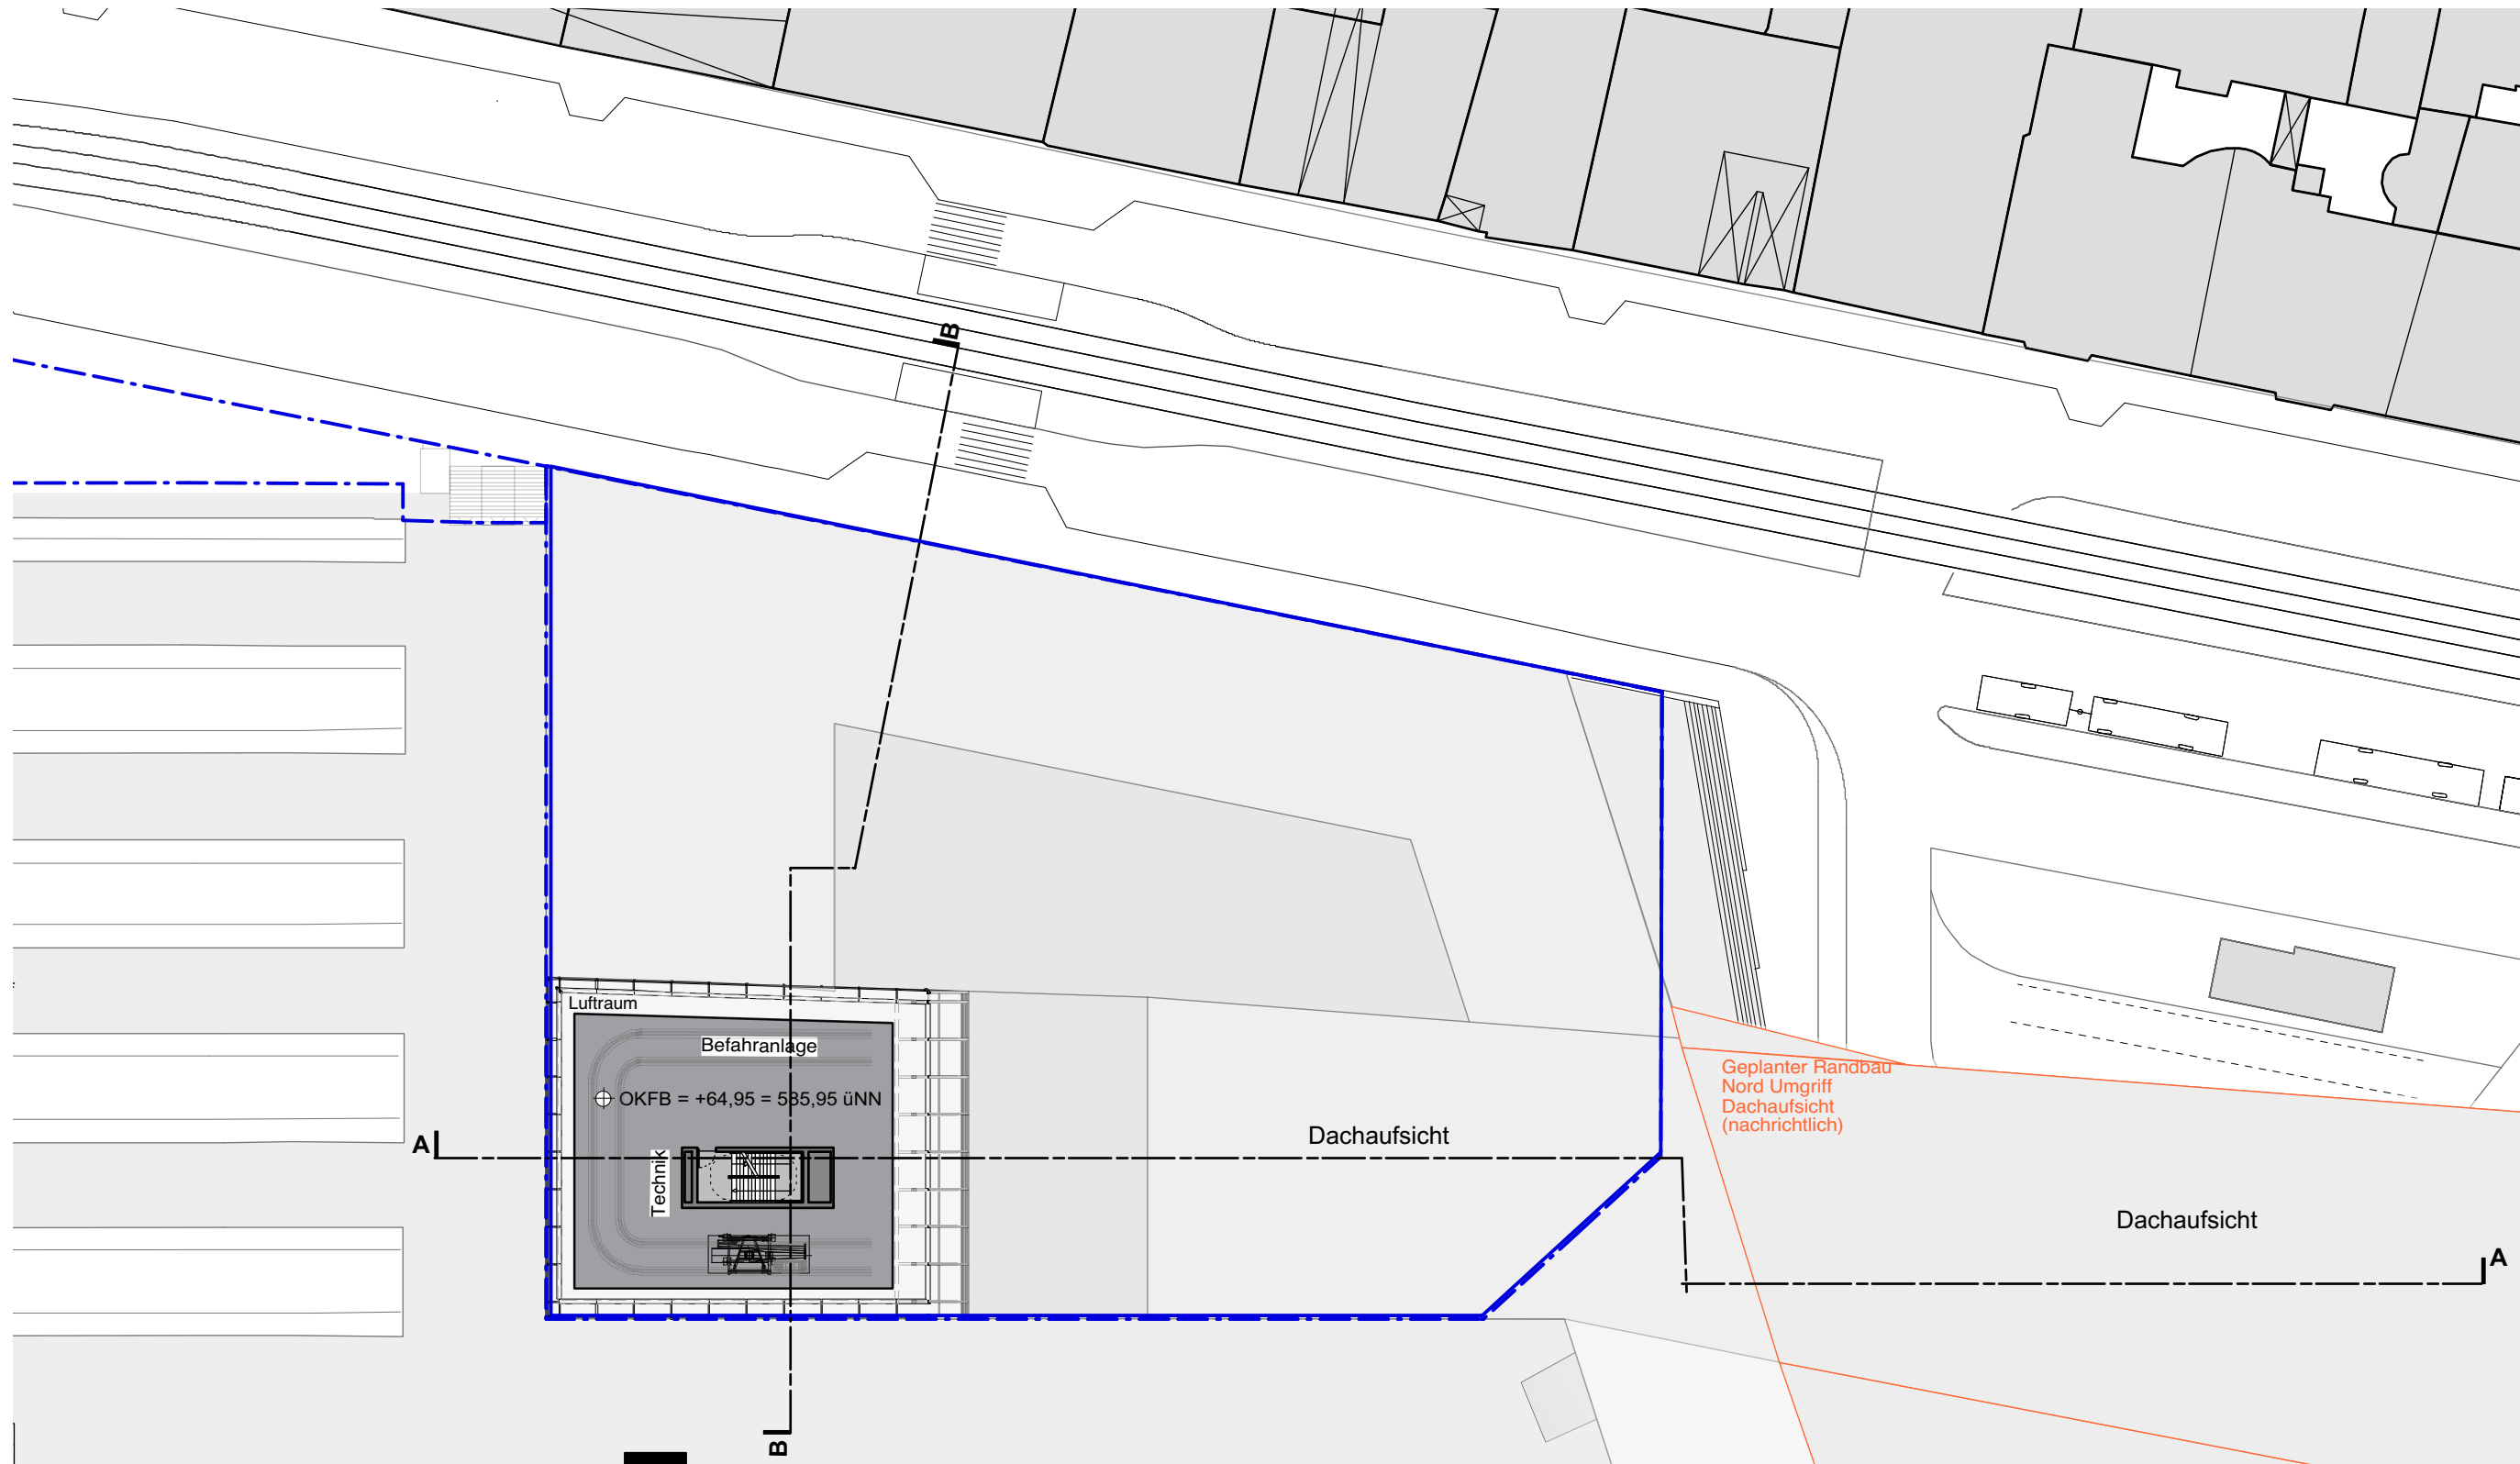 B
Luftraum
Befahranlage
OKFB = +64,95 = 585,95 üNN
Technik
A
Dachaufsicht
Geplanter Randbau
Nord Umgriff
Dachaufsicht
(nachrichtlich)
Dachaufsicht
A
B